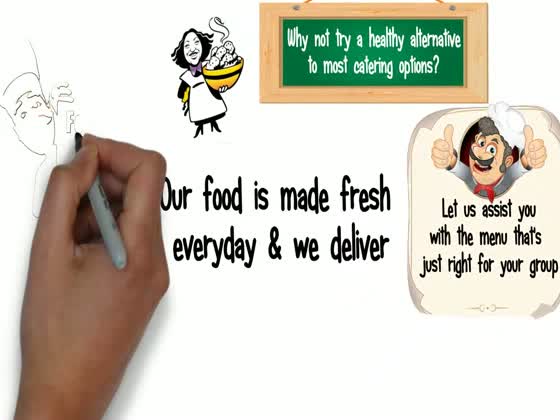 Why not try a healthy alternative
to most catering options?
Our food is made fresh
everyday & we deliver
Let us assist you
with the menu that's
just right for your group